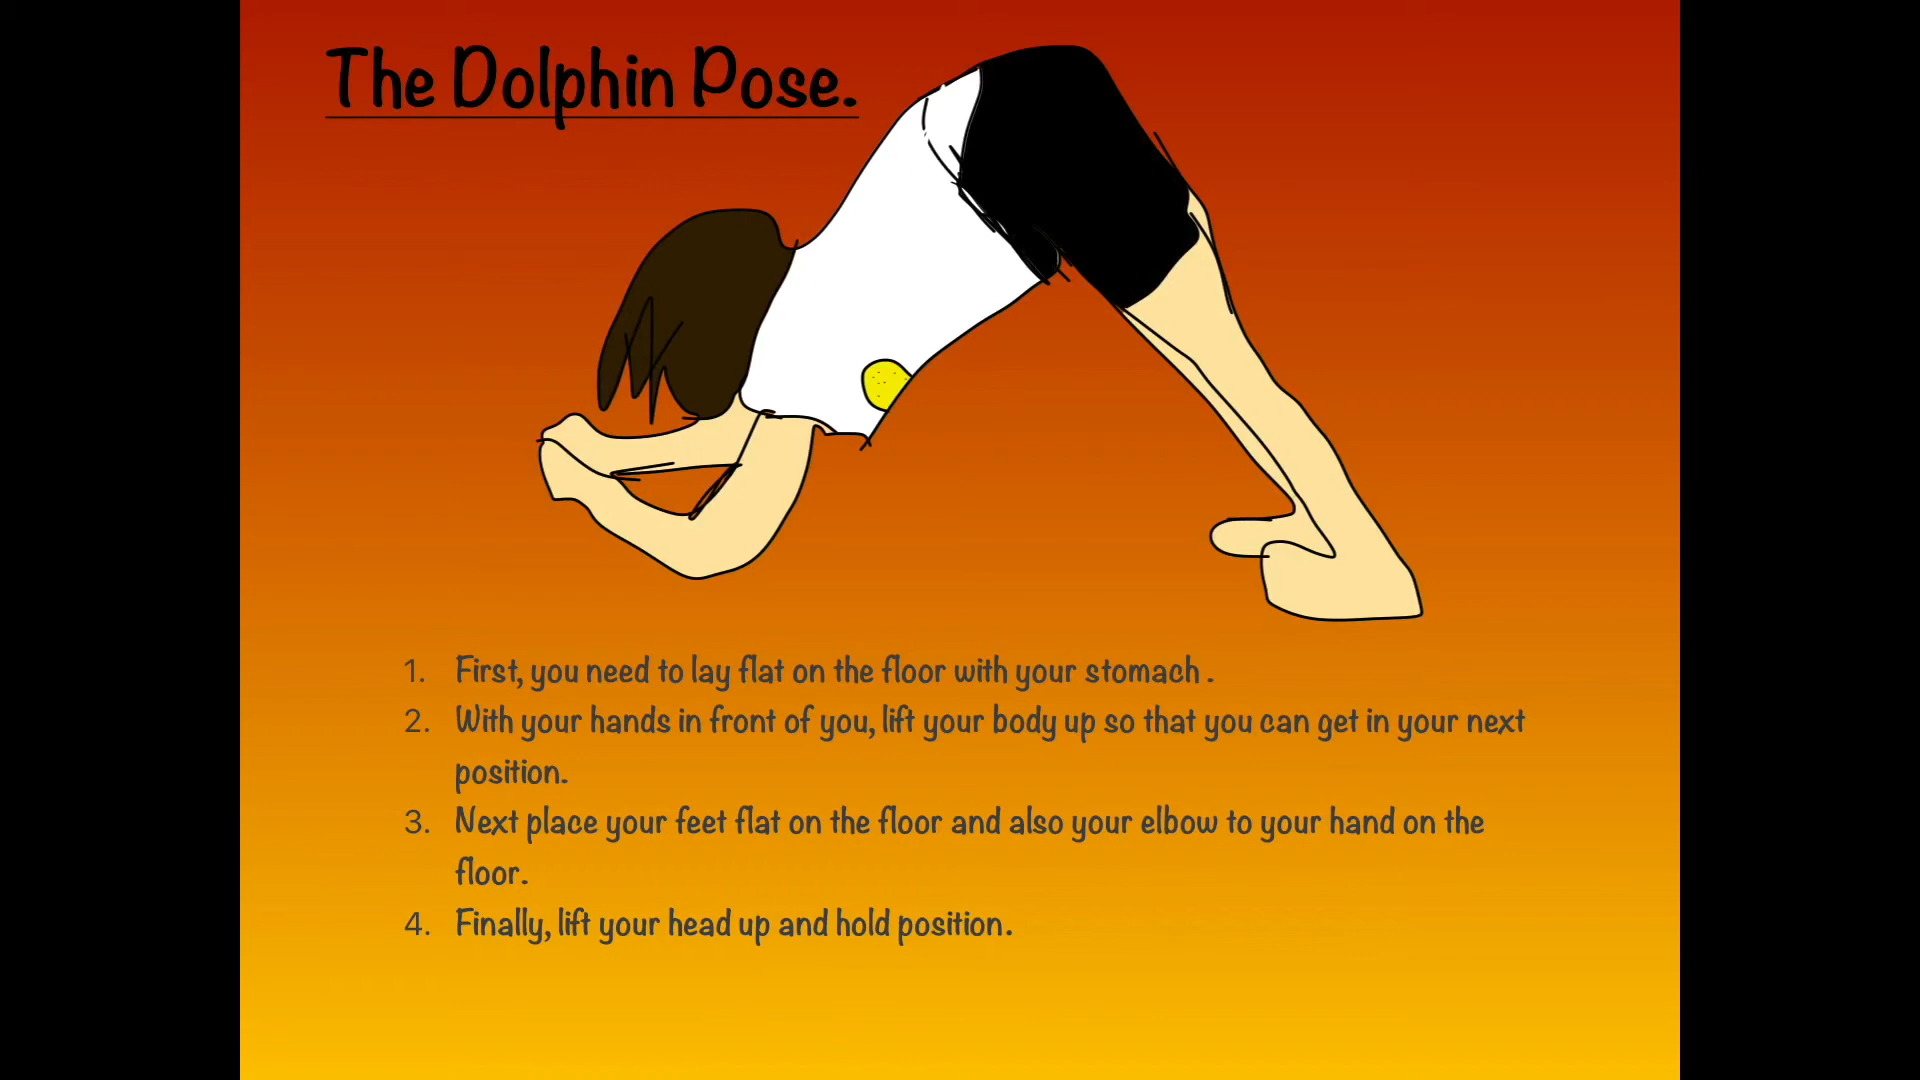 The Dolphin Pose.
1. First, you need to lay flat on the floor with your stomach .
2. With your hands in front of you, lift your body up so that you can get in your next
position.
3. Next place your feet flat on the floor and also your elbow to your hand on the
floor.
4. Finally, lift your head up and hold position.